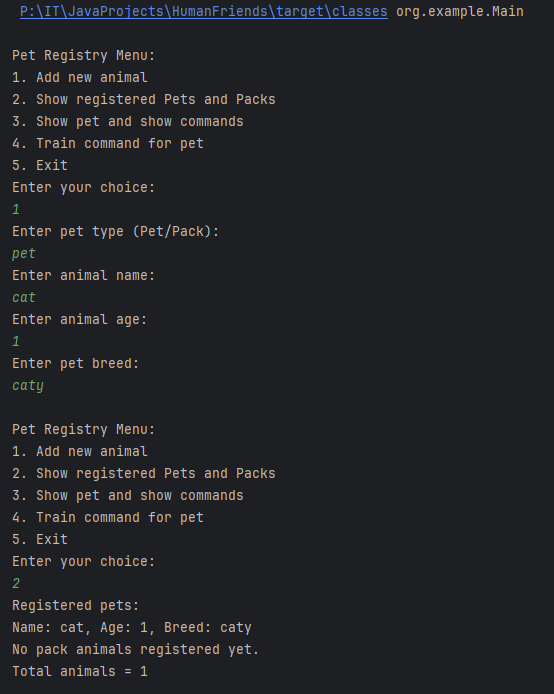 P:\IT\JavaProjects\HumanFriends\target\classes org.example.Main
Pet Registry Menu:
1. Add new animal
2. Show registered Pets and Packs
3. Show pet and show commands
4. Train command for pet
5. Exit
Enter your choice:
1
Enter pet type (Pet/Pack):
pet
Enter animal name:
cat
Enter animal age:
1
Enter pet breed:
caty
Pet Registry Menu:
1. Add new animal
2. Show registered Pets and Packs
3. Show pet and show commands
4. Train command for pet
5. Exit
Enter your choice:
2
Registered pets:
Name: cat, Age: 1, Breed: caty
No pack animals registered yet.
Total animals = 1